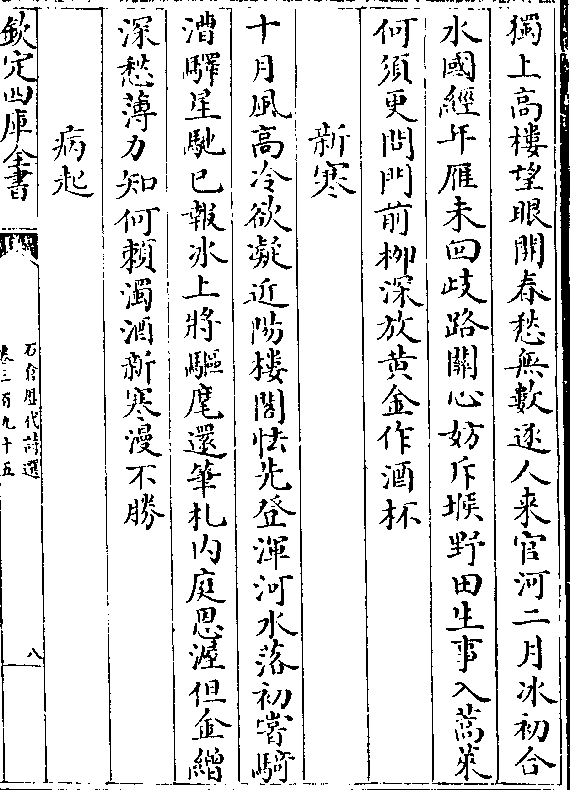 獨上高樓望眼開春愁無數逐人来官河二月冰初合
水國經年雁未回歧路關心妨斥堠野田生事入蒿萊
何須更問門前柳深放黄金作酒杯
新寒
十月風高冷欲凝近陽樓閣怯先登渾河水落初嘗騎
漕驛星馳已報冰上將驅麾還筆札内庭恩渥但金繒
深愁薄力知何頼濁酒新寒漫不勝
病起
欽定四庫全書
石倉歴代詩選
卷三百九十五
八